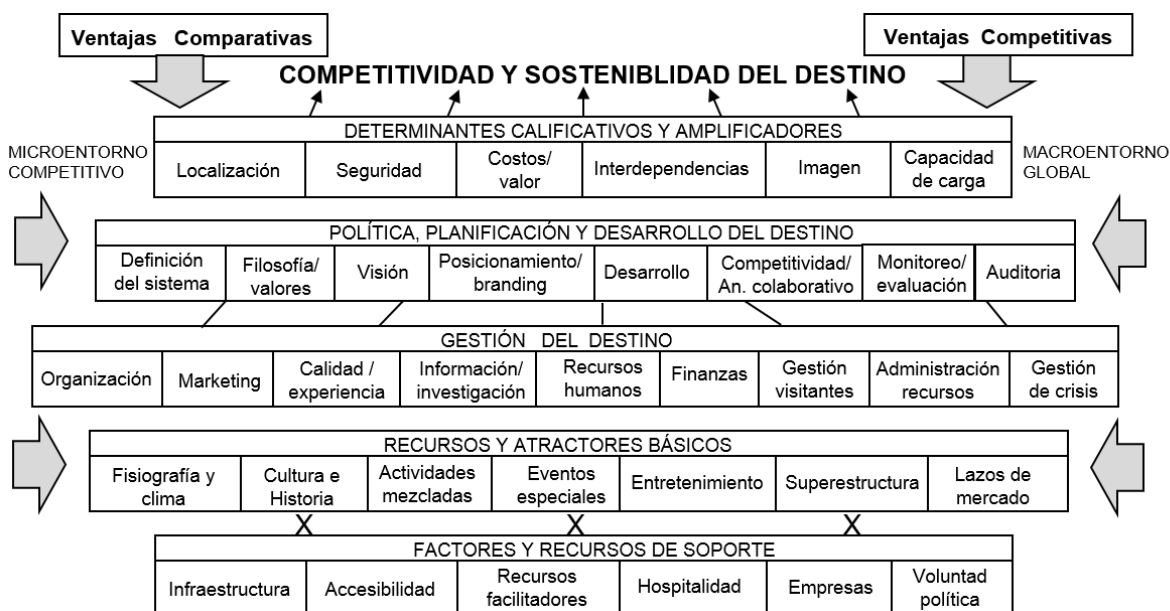 Ventajas Comparativas
Ventajas Competitivas
COMPETITIVIDAD Y SOSTENIBLIDAD DEL DESTINO
DETERMINANTES CALIFICATIVOS Y AMPLIFICADORES
MICROENTORNO
COMPETITIVO
Localización
Seguridad
Costos/
valor
Interdependencias
Imagen
Capacidad
de carga
MACROENTORNO
GLOBAL
POLÍTICA, PLANIFICACIÓN Y DESARROLLO DEL DESTINO
Definición
del sistema
Filosofía/
valores
Visión
Posicionamiento/
branding
Desarrollo
Competitividad/
An. colaborativo
Monitoreo/
evaluación
Auditoria
GESTIÓN DEL DESTINO
Organización
Marketing
Calidad /
experiencia
Información/
investigación
Recursos
humanos
Finanzas
Gestión
visitantes
Administración
recursos
Gestión
de crisis
RECURSOS Y ATRACTORES BÁSICOS
Fisiografía y
clima
Cultura e
Historia
Actividades
mezcladas
Eventos
especiales
Entretenimiento
Superestructura
Lazos de
mercado
X
X
X
FACTORES Y RECURSOS DE SOPORTE
Infraestructura
Accesibilidad
Recursos
facilitadores
Hospitalidad
Empresas
Voluntad
política